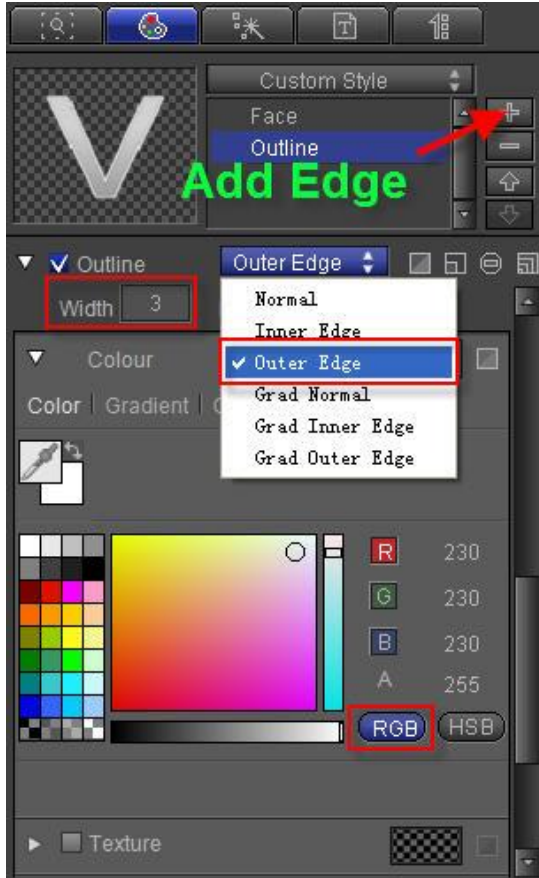 T
Custom Style
Face
Outline
Add Edge
Outline
Outer Edge
Width 3
Normal
Inner Edge
Outer Edge
Grad Normal
Grad Inner Edge
Grad Outer Edge
Colour
Color Gradient
R 230
G 230
B 230
A 255
RGB HSB
Texture
V